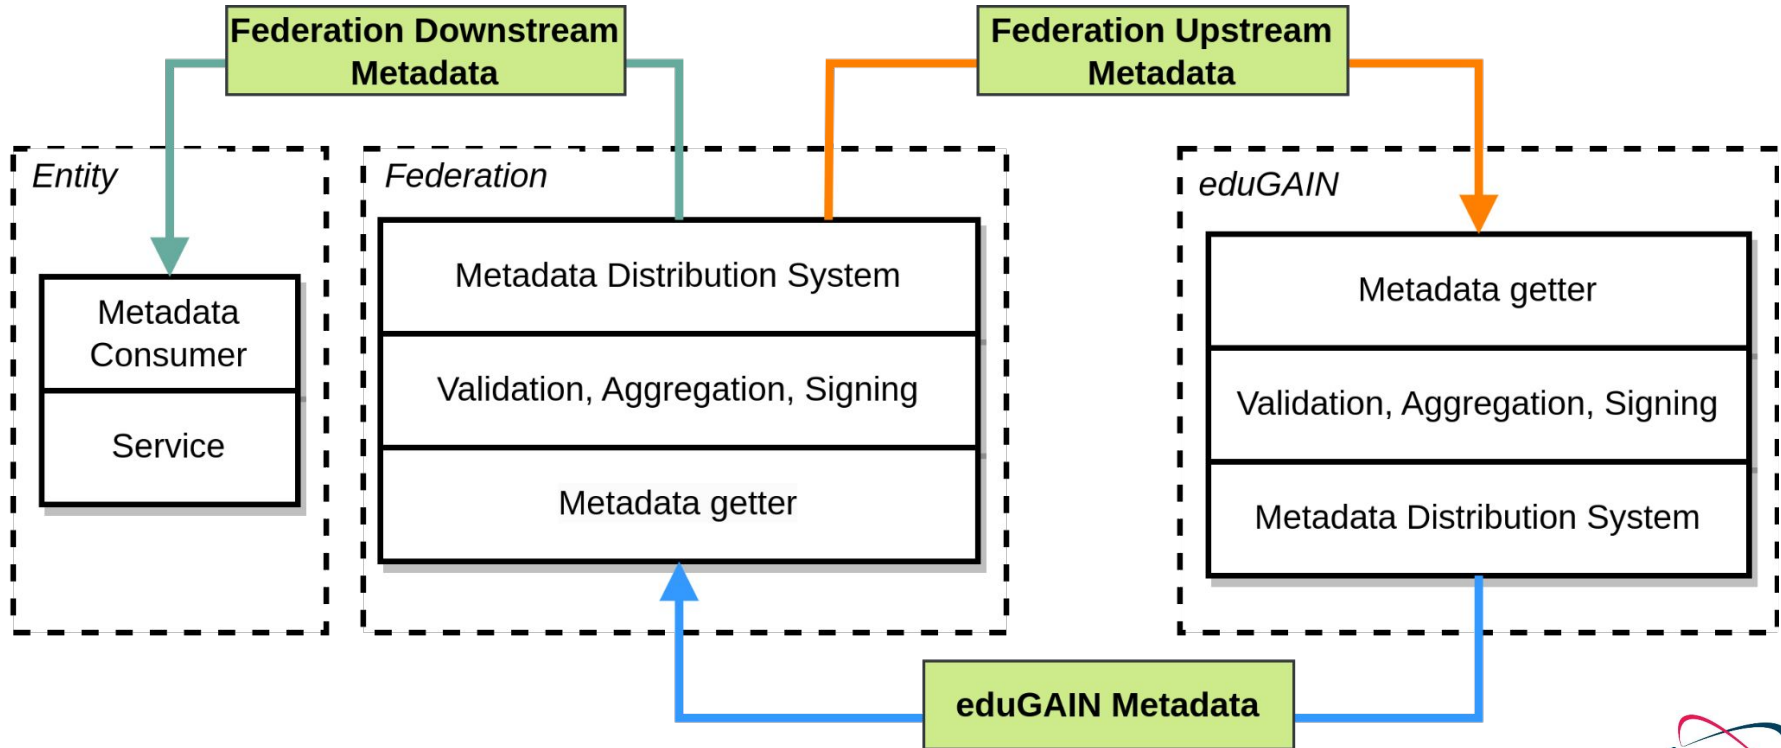 Federation Downstream
Metadata
Federation Upstream
Metadata
Entity
Metadata
Consumer
Service
Federation
Metadata Distribution System
Validation, Aggregation, Signing
Metadata getter
eduGAIN
Metadata getter
Validation, Aggregation, Signing
Metadata Distribution System
eduGAIN Metadata